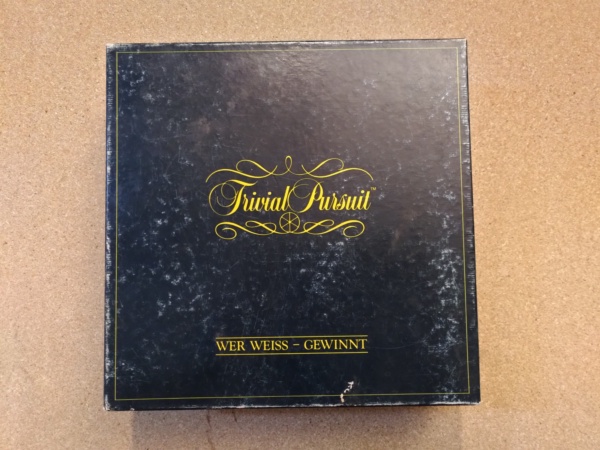 Trivial Pursuit™
WER WEISS – GEWINNT